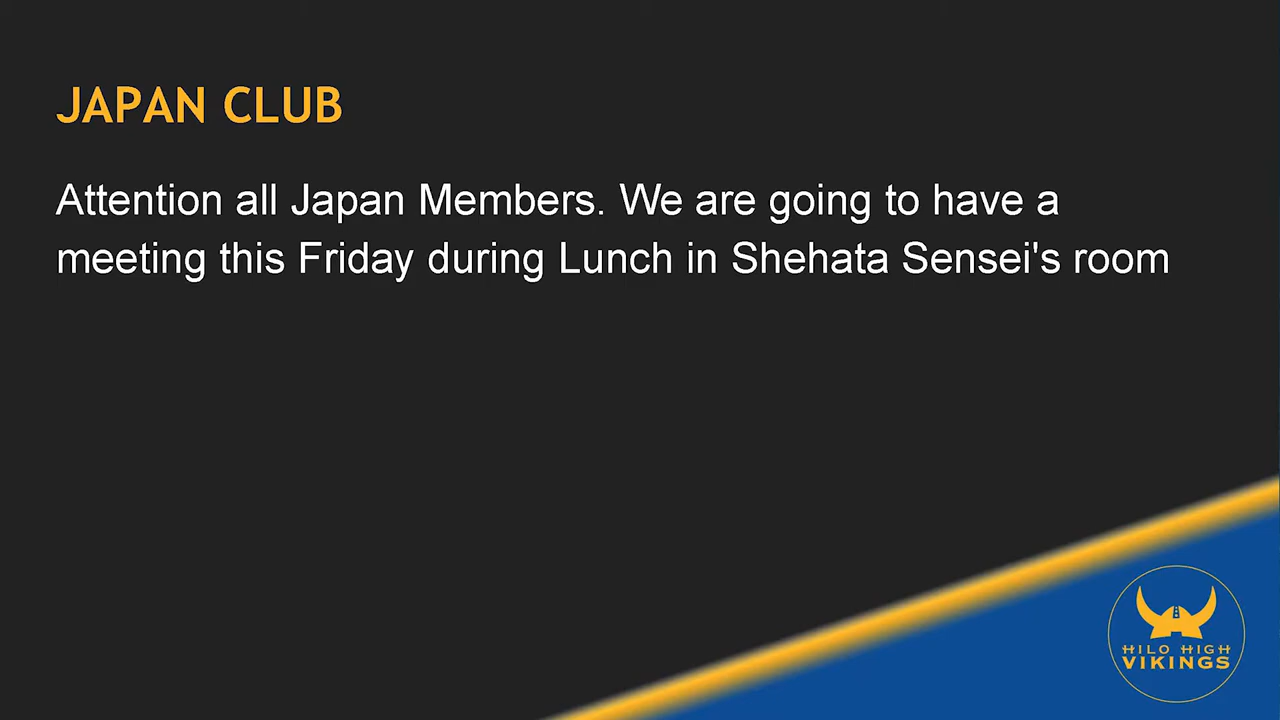 JAPAN CLUB
Attention all Japan Members. We are going to have a
meeting this Friday during Lunch in Shehata Sensei's room
HILO HIGH
VIKINGS